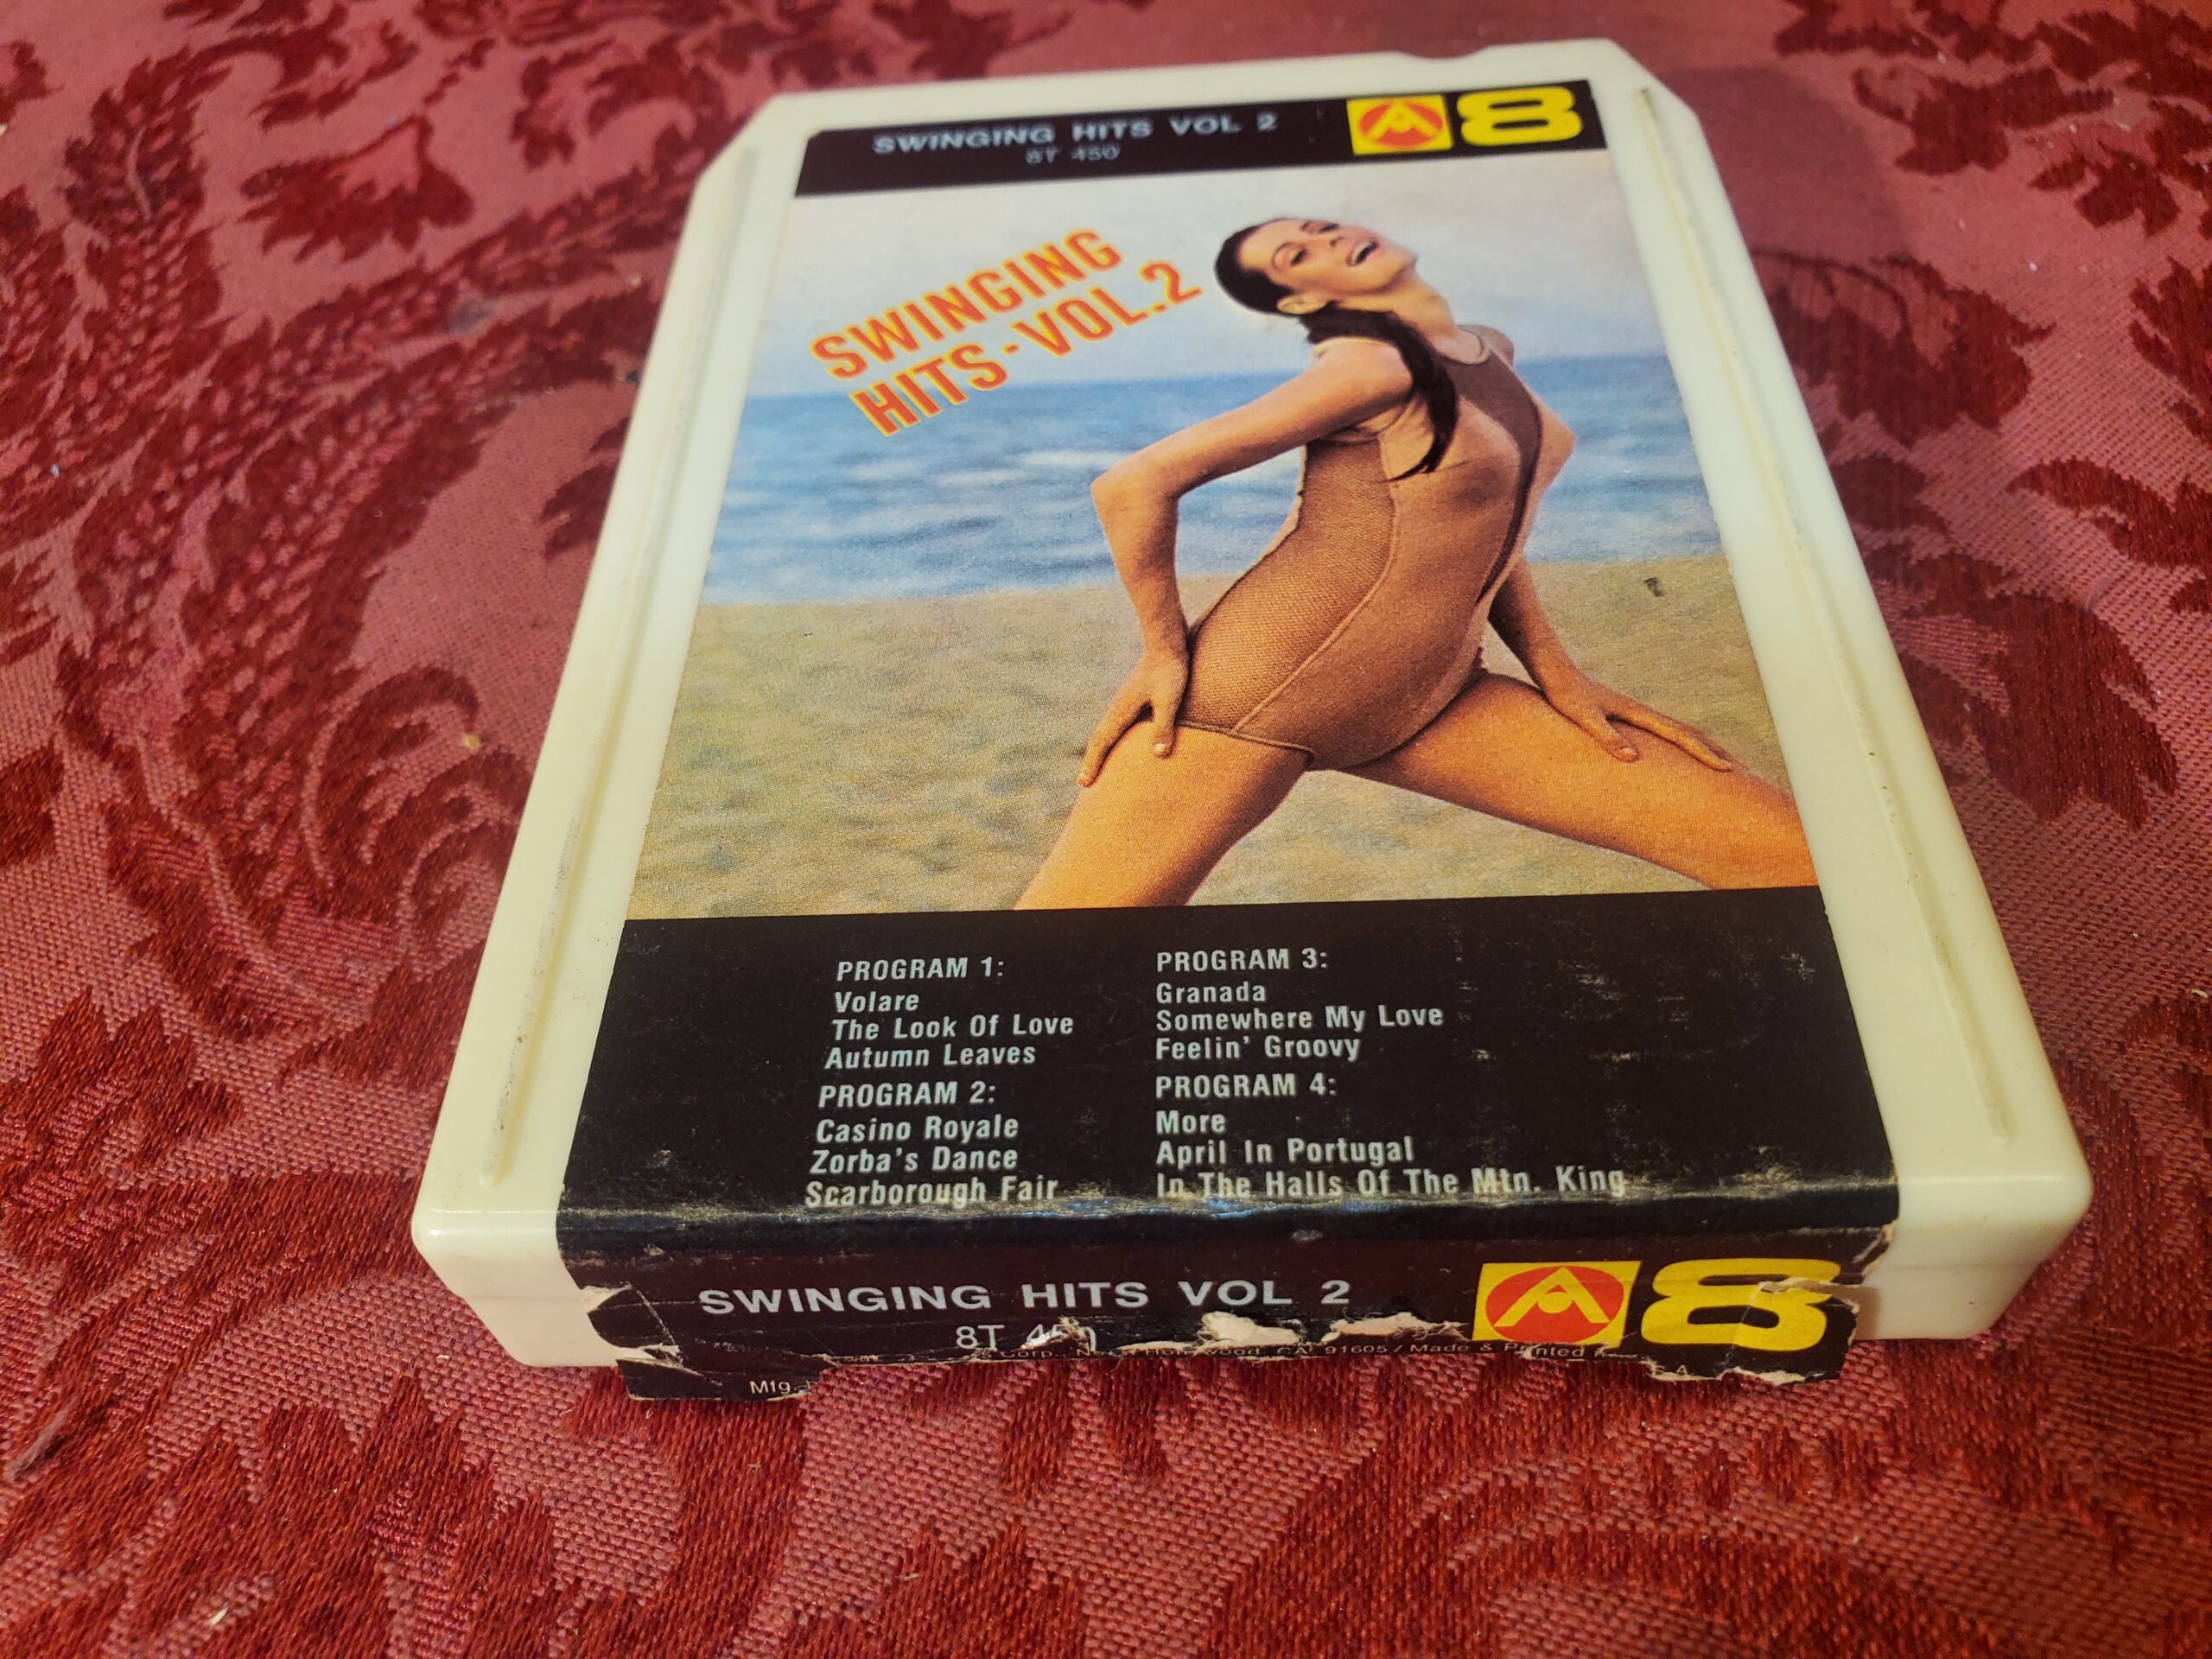 SWINGING HITS VOL 2
8T 450
A 8
SWINGING
HITS-VOL.2
PROGRAM 1:
Volare
The Look Of Love
Autumn Leaves
PROGRAM 2:
Casino Royale
Zorba's Dance
Scarborough Fair
PROGRAM 3:
Granada
Somewhere My Love
Feelin' Groovy
PROGRAM 4:
More
April In Portugal
In The Halls Of The Mtn. King
SWINGING HITS VOL 2
8T
A 8
Mfg. Corp., CA 91605 / Made & Printed